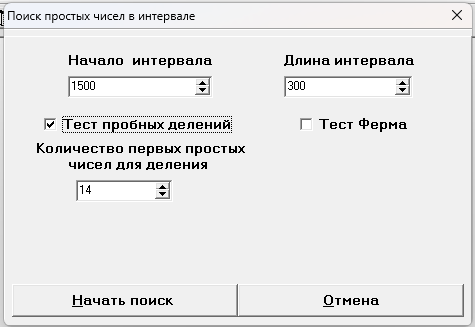 Поиск простых чисел в интервале
Начало интервала
Длина интервала
1500
300
Тест пробных делений
Тест Ферма
Количество первых простых
чисел для деления
14
Начать поиск
Отмена